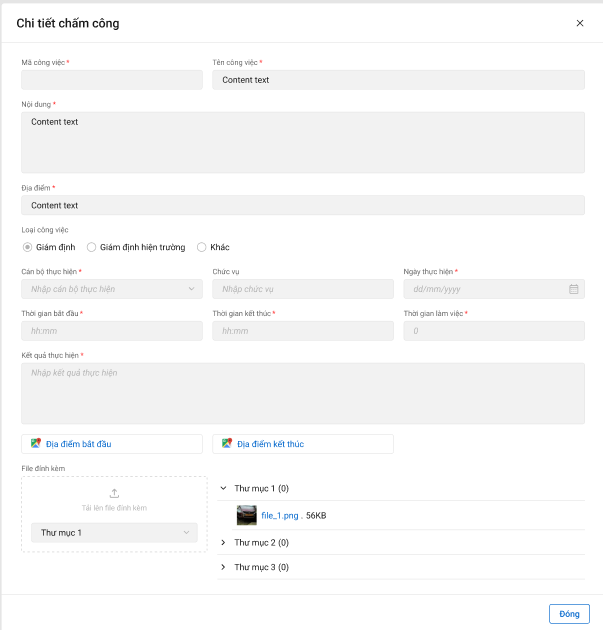 Chi tiết chấm công
Mã công việc * Tên công việc *
Content text
Nội dung *
Content text
Địa điểm *
Content text
Loại công việc
Giám định Giám định hiện trường Khác
Cán bộ thực hiện * Chức vụ Ngày thực hiện *
Nhập cán bộ thực hiện Nhập chức vụ dd/mm/yyyy
Thời gian bắt đầu * Thời gian kết thúc * Thời gian làm việc *
hh:mm hh:mm 0
Kết quả thực hiện *
Nhập kết quả thực hiện
Địa điểm bắt đầu Địa điểm kết thúc
File đính kèm
Tải lên file đính kèm
Thư mục 1
Thư mục 1 (0)
file_1.png . 56KB
Thư mục 2 (0)
Thư mục 3 (0)
Đóng